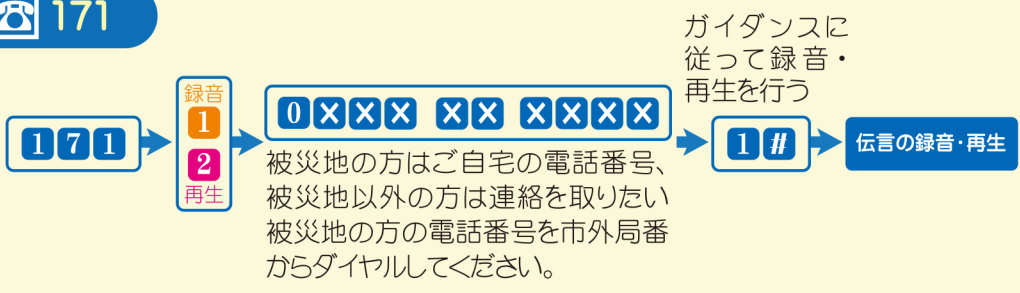 171
ガイダンスに
従って録音・
再生を行う
171
録音
1
2
再生
0XXX XX XXXX
被災地の方はご自宅の電話番号、
被災地以外の方は連絡を取りたい
被災地の方の電話番号を市外局番
からダイヤルしてください。
1#
伝言の録音・再生